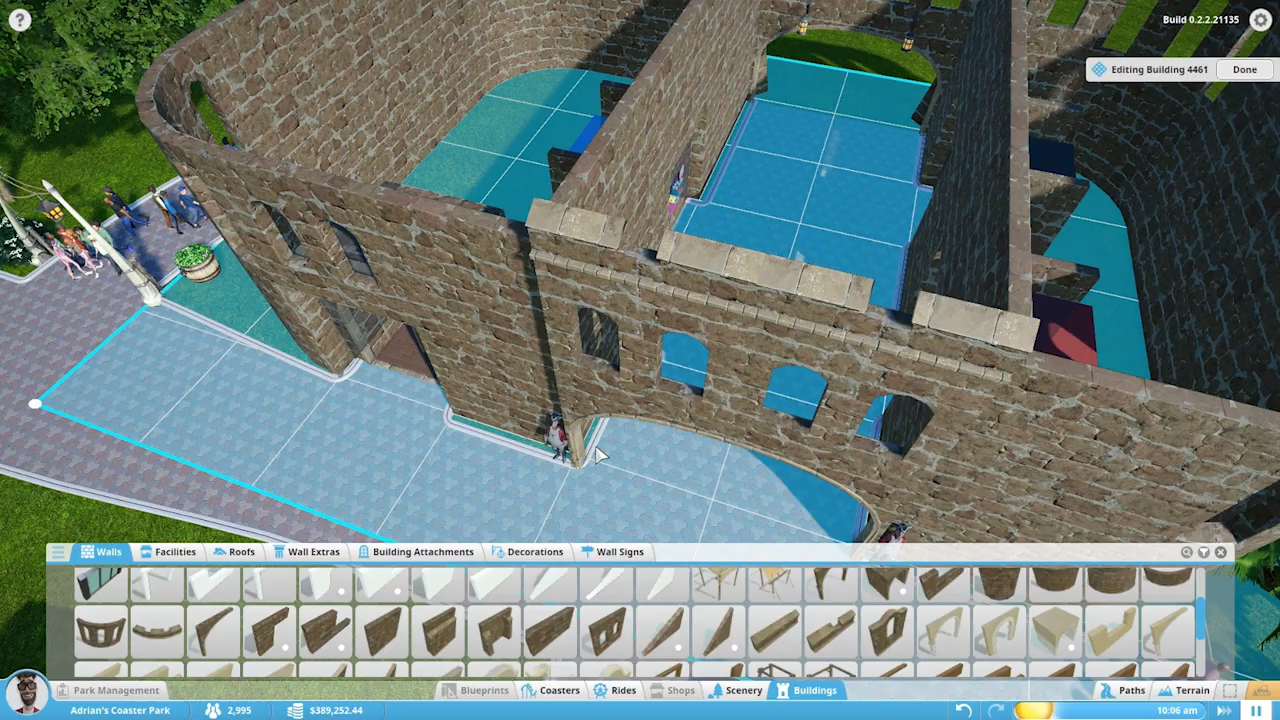 ?
Build 0.2.2.21135
Editing Building 4461
Done
Walls
Facilities
Roofs
Wall Extras
Building Attachments
Decorations
Wall Signs
Park Management
Blueprints
Coasters
Rides
Shops
Scenery
Buildings
Paths
Terrain
Adrian's Coaster Park
2,995
$389,252.44
10:06 am